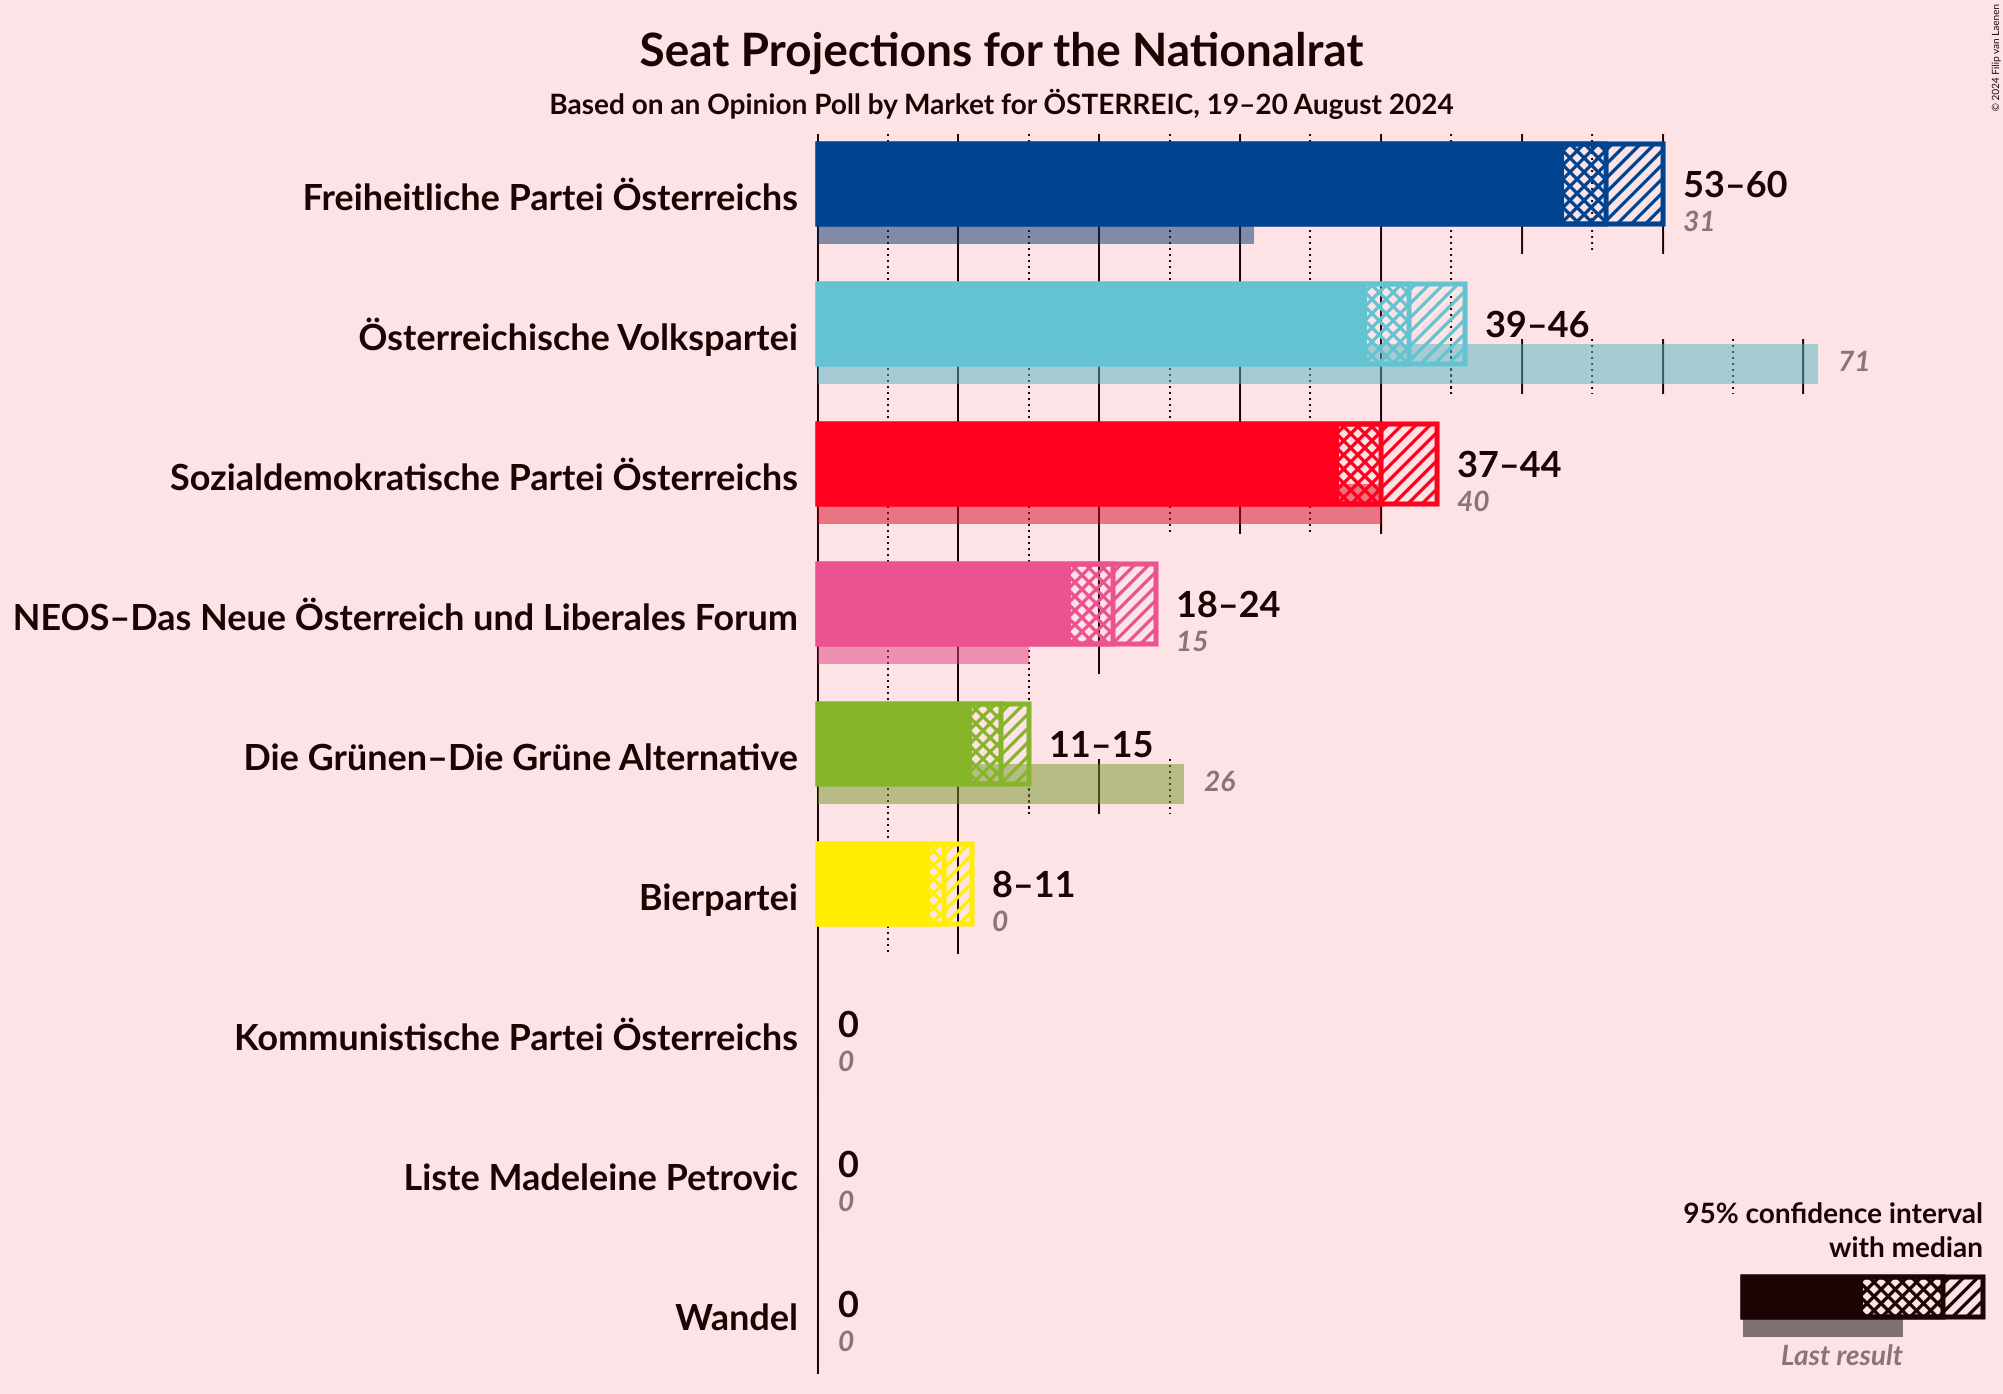 Seat Projections for the Nationalrat
Based on an Opinion Poll by Market for ÖSTERREIC, 19–20 August 2024
© 2024 Filip van Laenen
Freiheitliche Partei Österreichs
53–60
31
Österreichische Volkspartei
39–46
71
Sozialdemokratische Partei Österreichs
37–44
40
NEOS–Das Neue Österreich und Liberales Forum
18–24
15
Die Grünen–Die Grüne Alternative
11–15
26
Bierpartei
8–11
0
Kommunistische Partei Österreichs
0
0
Liste Madeleine Petrovic
0
0
Wandel
0
0
95% confidence interval
with median
Last result